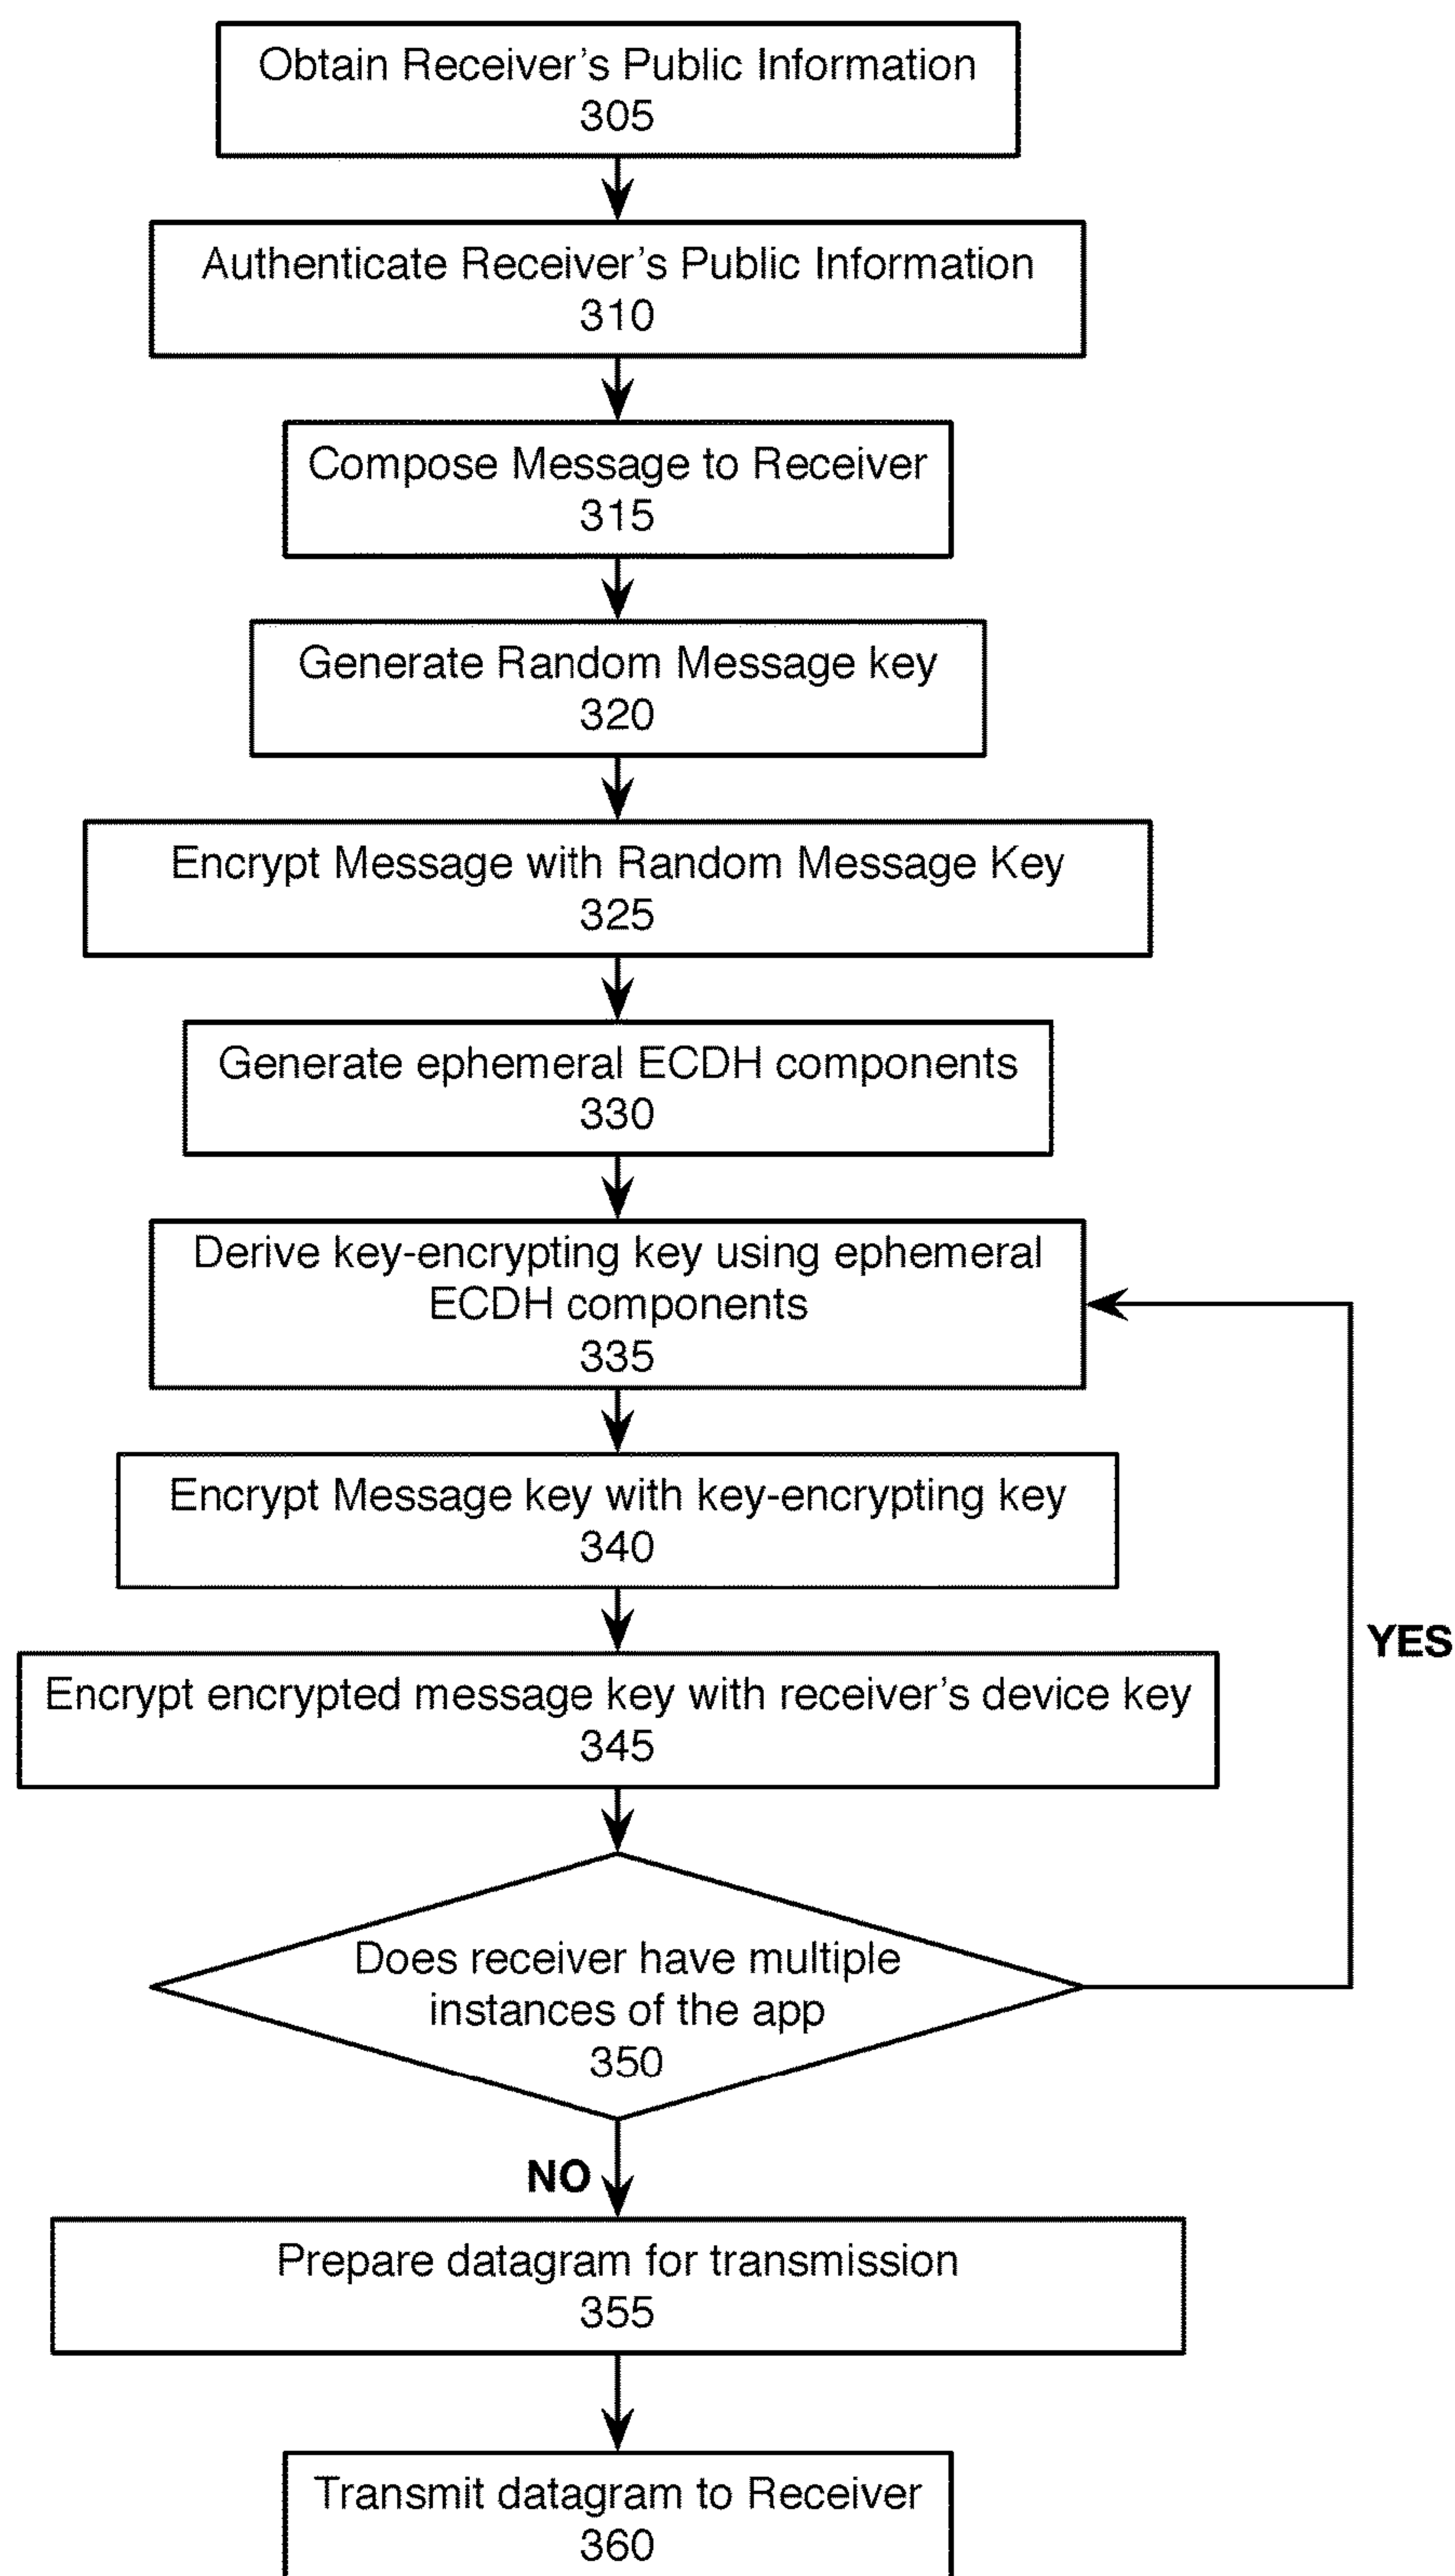 Obtain Receiver's Public Information
305
Authenticate Receiver's Public Information
310
Compose Message to Receiver
315
Generate Random Message key
320
Encrypt Message with Random Message Key
325
Generate ephemeral ECDH components
330
Derive key-encrypting key using ephemeral
ECDH components
335
Encrypt Message key with key-encrypting key
340
YES
Encrypt encrypted message key with receiver's device key
345
Does receiver have multiple
instances of the app
350
NO
Prepare datagram for transmission
355
Transmit datagram to Receiver
360